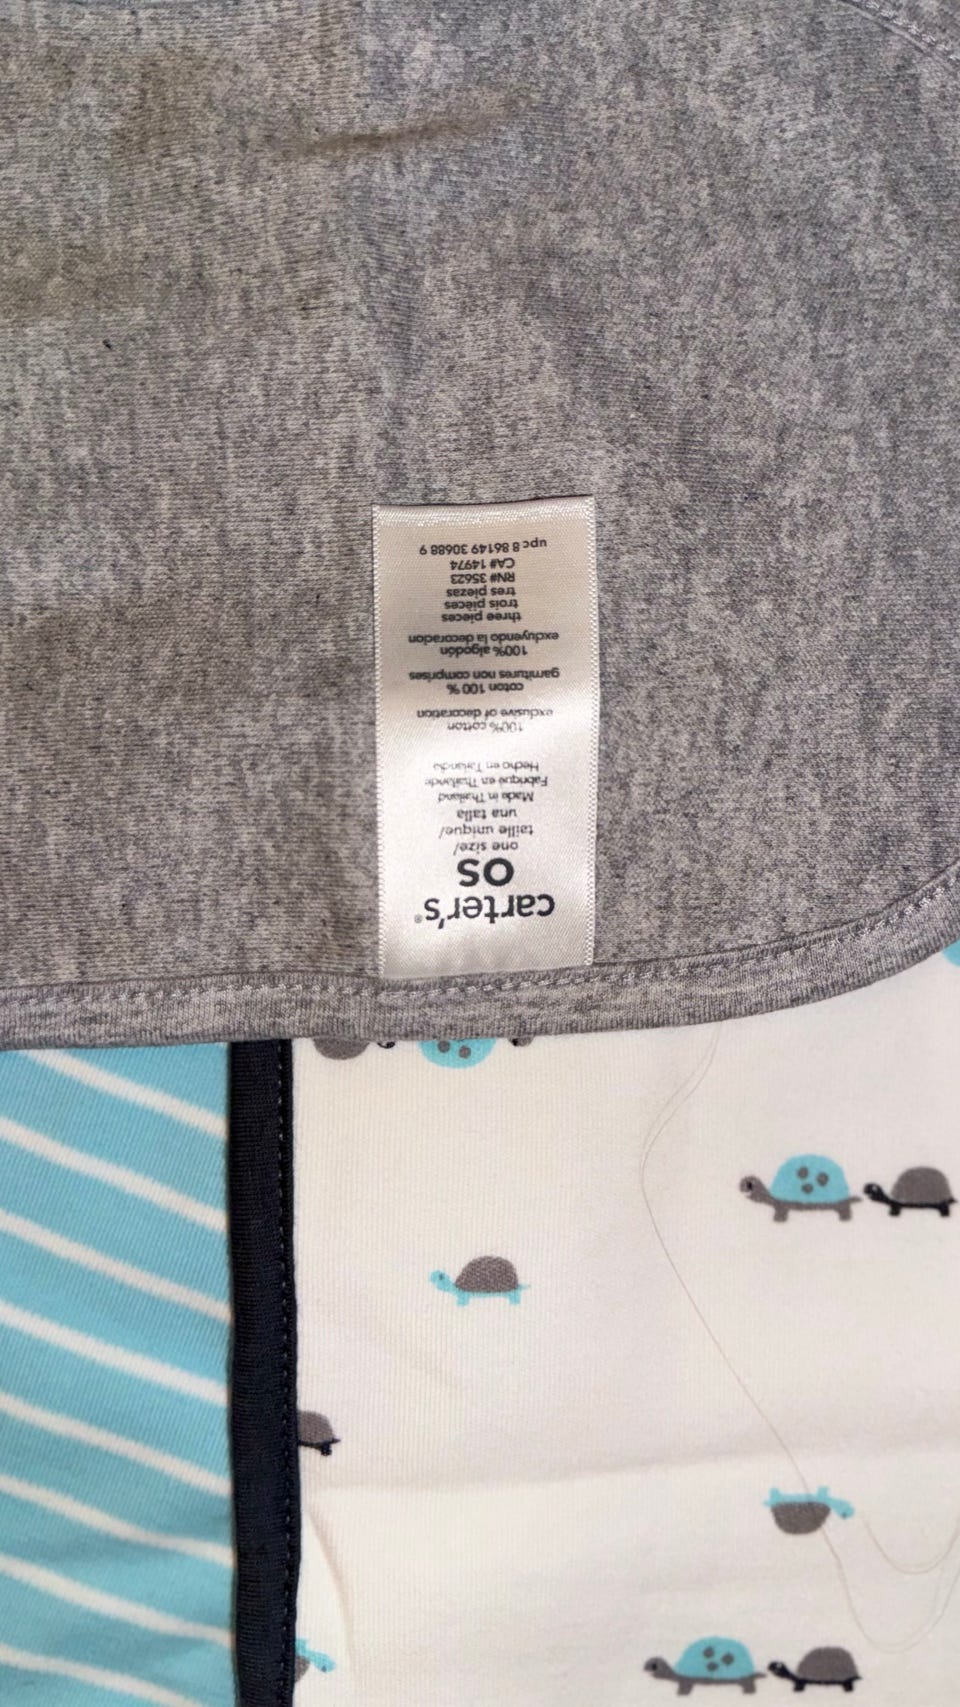 carter's®
OS
one size/
taille unique/
una talla
Made in Thailand
Fabriqué en Thaïlande
Hecho en Tailandia
100% cotton
exclusive of decoration
coton 100 %
garnitures non comprises
100% algodón
excluyendo la decoracion
three pieces
trois pièces
tres piezas
RN# 35623
CA# 14974
upc 8 86149 30688 9